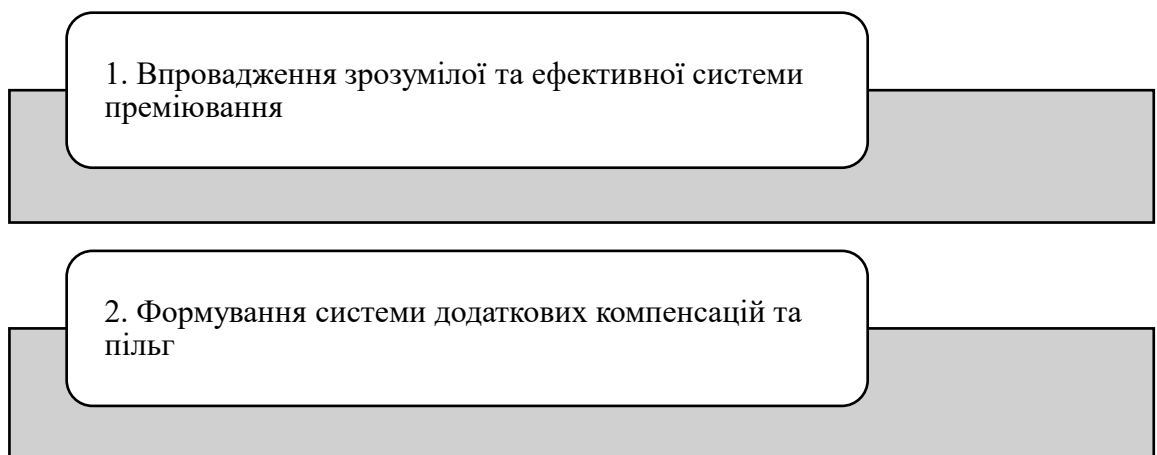 1. Впровадження зрозумілої та ефективної системи
преміювання
2. Формування системи додаткових компенсацій та
пільг